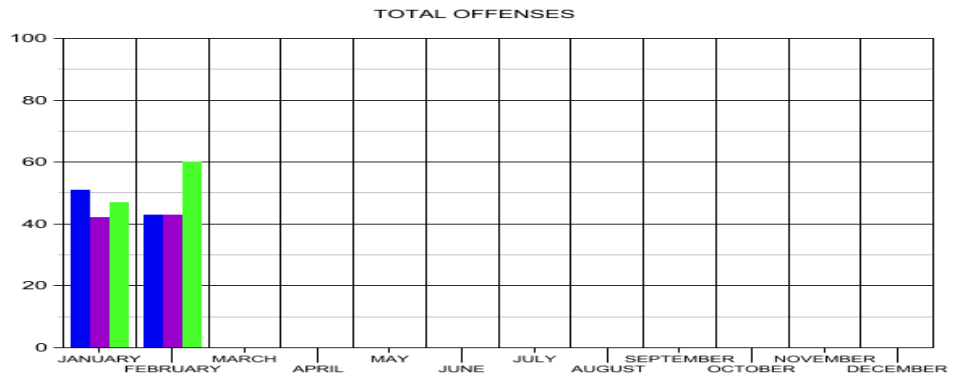 TOTAL OFFENSES
100
80
60
40
20
0
JANUARY MARCH MAY JULY SEPTEMBER NOVEMBER
FEBRUARY APRIL JUNE AUGUST OCTOBER DECEMBER